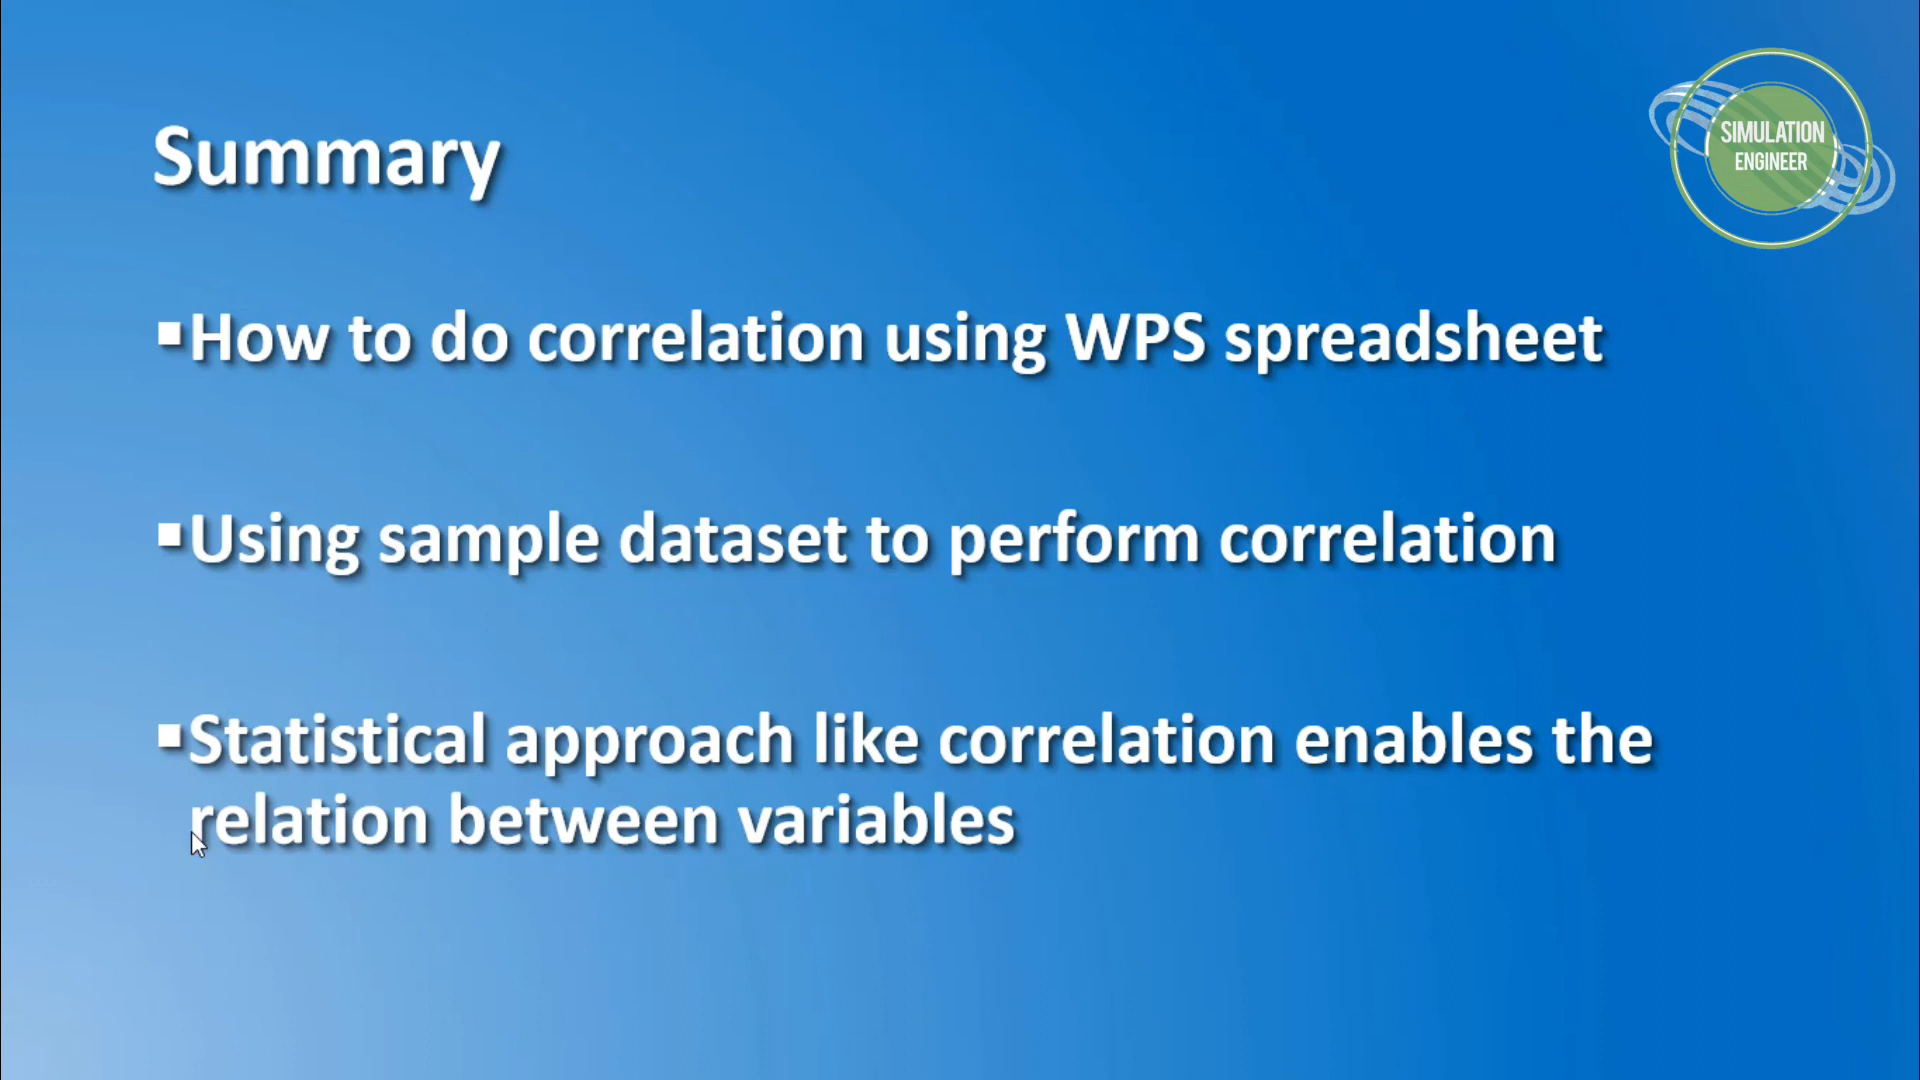 SIMULATION
ENGINEER
Summary
▪How to do correlation using WPS spreadsheet
▪Using sample dataset to perform correlation
▪Statistical approach like correlation enables the
relation between variables